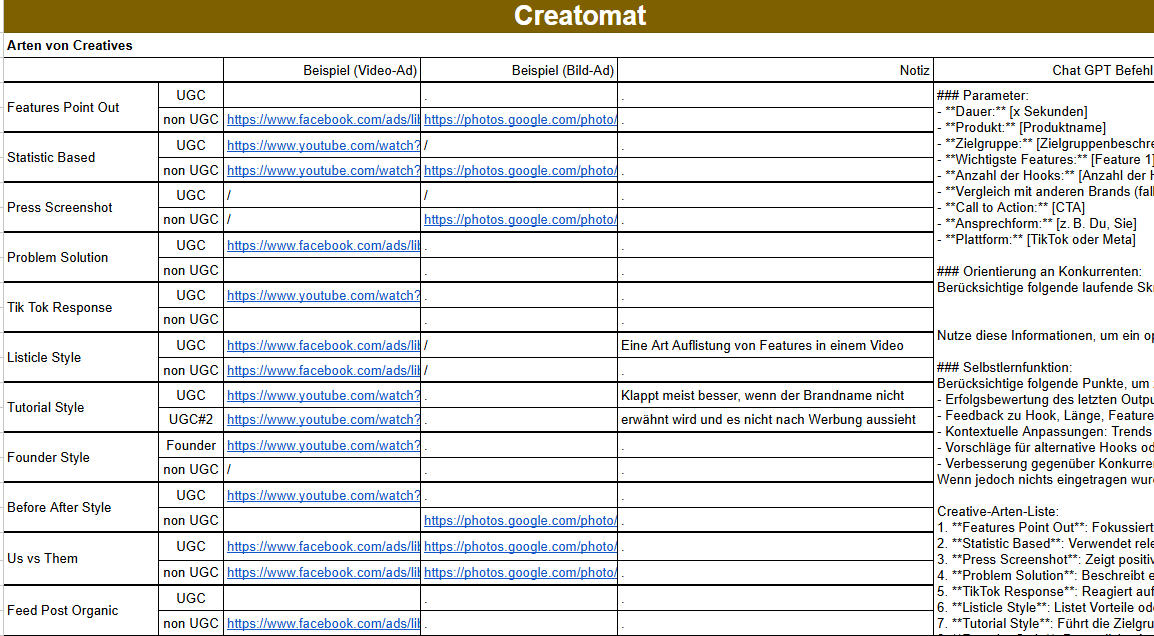 Creatomat
Arten von Creatives
Beispiel (Video-Ad) Beispiel (Bild-Ad) Notiz Chat GPT Befehl
Features Point Out
UGC . .
non UGC https://www.facebook.com/ads/lib https://photos.google.com/photo/ .
Statistic Based
UGC https://www.youtube.com/watch? / .
non UGC https://www.facebook.com/ads/lib https://photos.google.com/photo/ .
Press Screenshot
UGC / / .
non UGC / https://photos.google.com/photo/ .
Problem Solution
UGC https://www.facebook.com/ads/lib . .
non UGC . .
Tik Tok Response
UGC https://www.youtube.com/watch? . .
non UGC . .
Listicle Style
UGC https://www.facebook.com/ads/lib / Eine Art Auflistung von Features in einem Video
non UGC https://www.facebook.com/ads/lib / .
Tutorial Style
UGC https://www.youtube.com/watch? . Klappt meist besser, wenn der Brandname nicht
UGC#2 https://www.youtube.com/watch? . erwähnt wird und es nicht nach Werbung aussieht
Founder Style
Founder https://www.youtube.com/watch? . .
non UGC / . .
Before After Style
UGC https://www.youtube.com/watch? . .
non UGC https://photos.google.com/photo/ .
Us vs Them
UGC https://www.facebook.com/ads/lib https://photos.google.com/photo/ .
non UGC https://www.facebook.com/ads/lib https://photos.google.com/photo/ .
Feed Post Organic
UGC . .
non UGC https://www.facebook.com/ads/lib . .
### Parameter:
- **Dauer:** [x Sekunden]
- **Produkt:** [Produktname]
- **Zielgruppe:** [Zielgruppenbeschre
- **Wichtigste Features:** [Feature 1]
- **Anzahl der Hooks:** [Anzahl der H
- **Vergleich mit anderen Brands (fal
- **Call to Action:** [CTA]
- **Ansprechform:** [z. B. Du, Sie]
- **Plattform:** [TikTok oder Meta]
### Orientierung an Konkurrenten:
Berücksichtige folgende laufende Sk
Nutze diese Informationen, um ein op
### Selbstlernfunktion:
Berücksichtige folgende Punkte, um
- Erfolgsbewertung des letzten Outpu
- Feedback zu Hook, Länge, Feature
- Kontextuelle Anpassungen: Trends
- Vorschläge für alternative Hooks od
- Verbesserung gegenüber Konkurre
Wenn jedoch nichts eingetragen wur
Creative-Arten-Liste:
1. **Features Point Out**: Fokussiert
2. **Statistic Based**: Verwendet rele
3. **Press Screenshot**: Zeigt positiv
4. **Problem Solution**: Beschreibt e
5. **TikTok Response**: Reagiert auf
6. **Listicle Style**: Listet Vorteile od
7. **Tutorial Style**: Führt die Zielgru